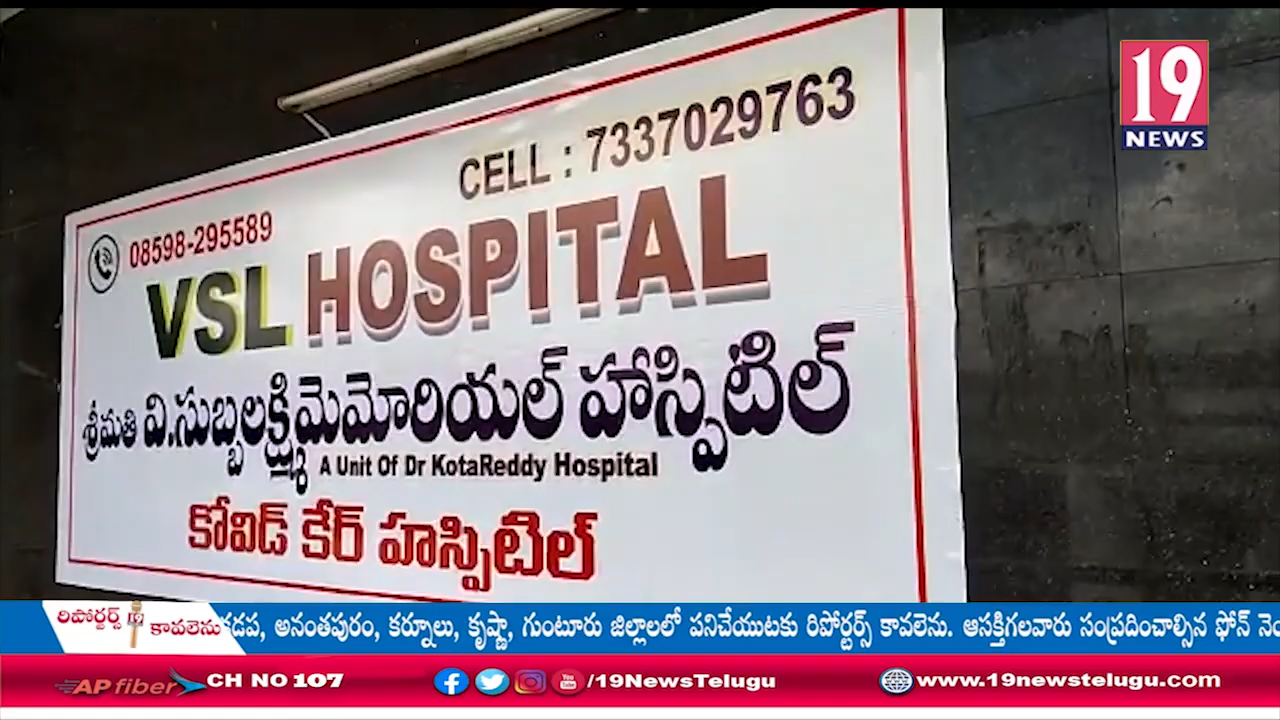 19
NEWS
CELL : 7337029763
08598-295589
VSL HOSPITAL
శ్రీమతి వి.సుబ్బలక్ష్మిమెమోరియల్ హాస్పిటల్
A Unit Of Dr KotaReddy Hospital
కోవిడ్ కేర్ హస్పిటల్
రిపోర్టర్స్ కావలెను
కడప, అనంతపురం, కర్నూలు, కృష్ణా, గుంటూరు జిల్లాలలో పనిచేయుటకు రిపోర్టర్స్ కావలెను. ఆసక్తిగలవారు సంప్రదించాల్సిన ఫోన్
AP fiber CH NO 107 /19NewsTelugu www.19newstelugu.com